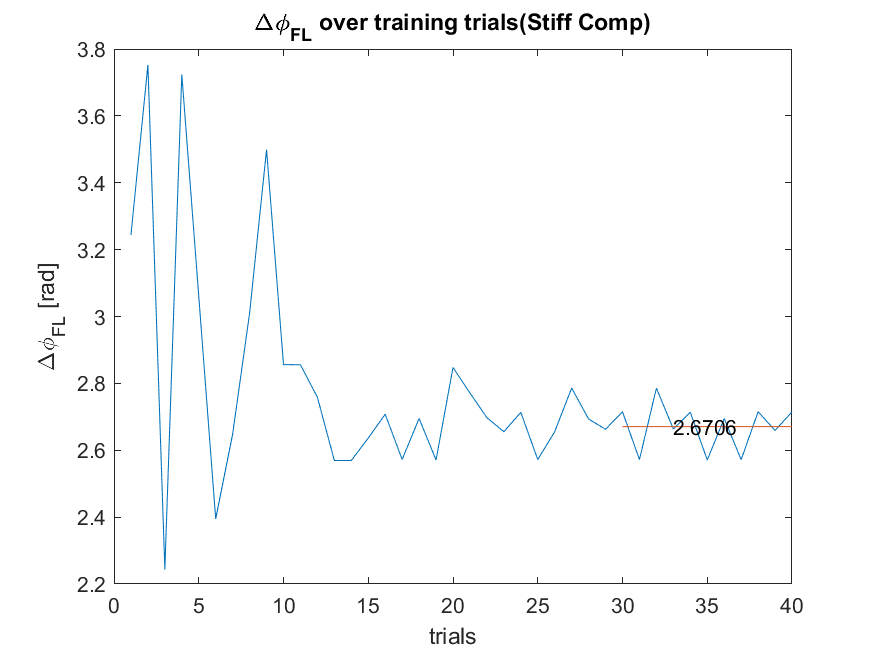 Δϕ_FL over training trials(Stiff Comp)
3.8
3.6
3.4
3.2
3
2.8
2.6
2.4
2.2
Δϕ_FL [rad]
2.6706
0 5 10 15 20 25 30 35 40
trials